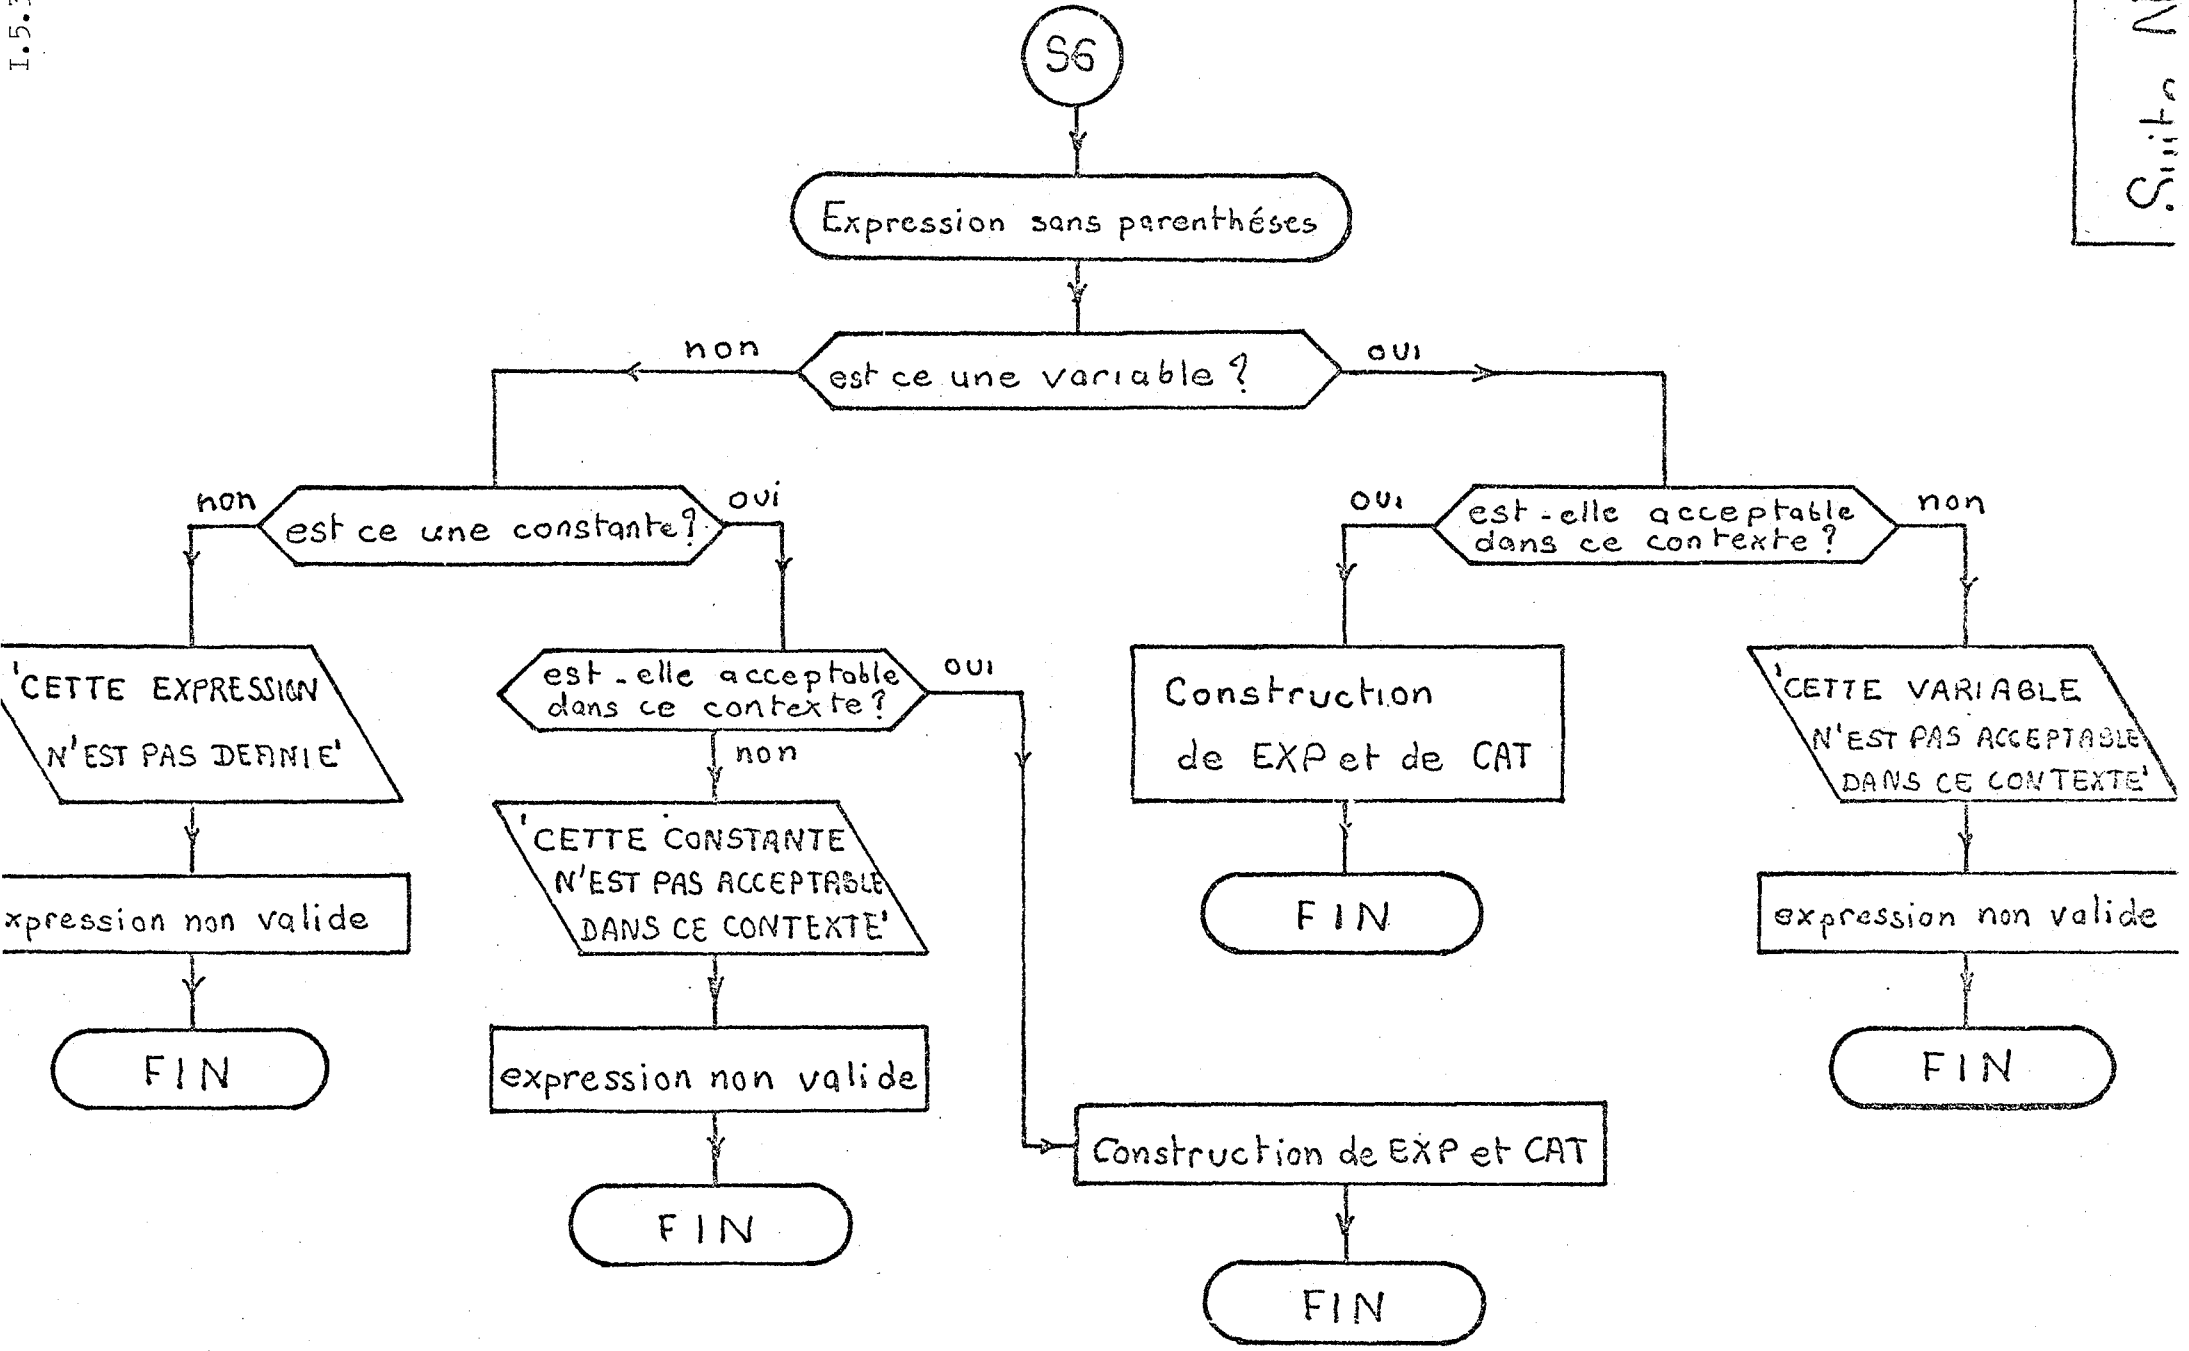 I.5.
S6
Expression sans parenthéses
est ce une variable ?
non
oui
non
est ce une constante ?
oui
oui
est-elle acceptable
dans ce contexte ?
non
'CETTE EXPRESSION
N'EST PAS DEFINIE'
est-elle acceptable
dans ce contexte ?
oui
non
Construction
de EXP et de CAT
'CETTE VARIABLE
N'EST PAS ACCEPTABLE
DANS CE CONTEXTE'
'CETTE CONSTANTE
N'EST PAS ACCEPTABLE
DANS CE CONTEXTE'
xpression non valide
FIN
expression non valide
FIN
expression non valide
FIN
Construction de EXP et CAT
FIN
FIN